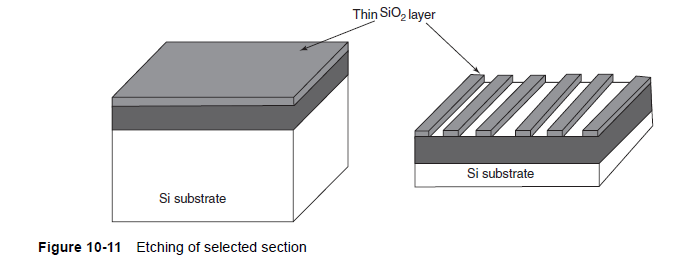 Thin SiO₂ layer
Si substrate
Si substrate
Figure 10-11 Etching of selected section